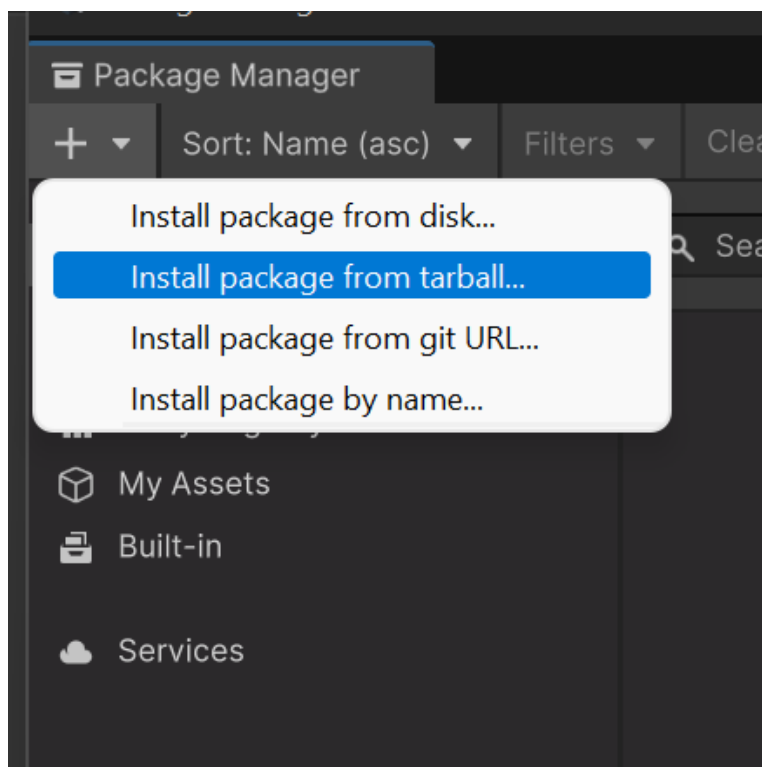 Package Manager
Sort: Name (asc)
Filters
Install package from disk...
Install package from tarball...
Install package from git URL...
Install package by name...
My Assets
Built-in
Services